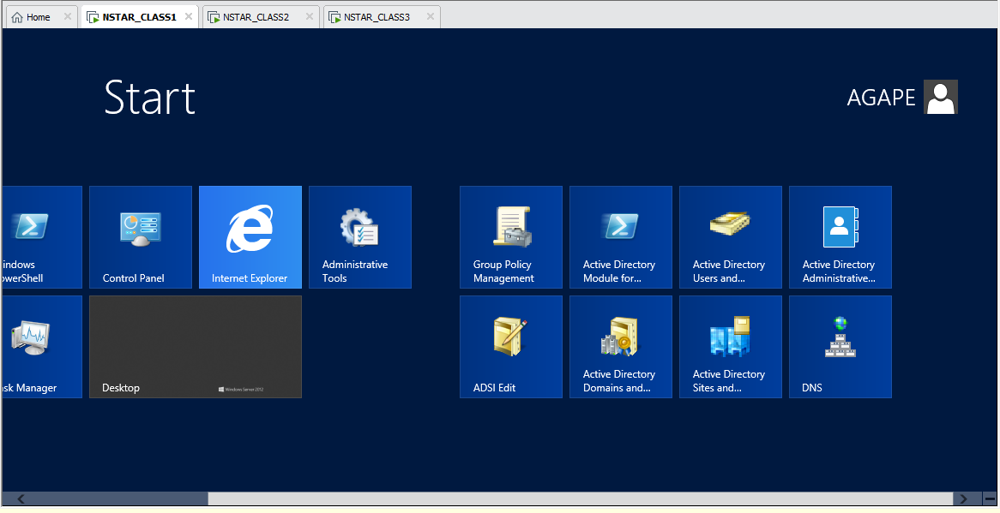 Home
NSTAR_CLASS1
NSTAR_CLASS2
NSTAR_CLASS3
Start
AGAPE
indows
owerShell
Control Panel
Internet Explorer
Administrative
Tools
Group Policy
Management
Active Directory
Module for...
Active Directory
Users and...
Active Directory
Administrative...
sk Manager
Desktop
Windows Server 2012
ADSI Edit
Active Directory
Domains and...
Active Directory
Sites and...
DNS